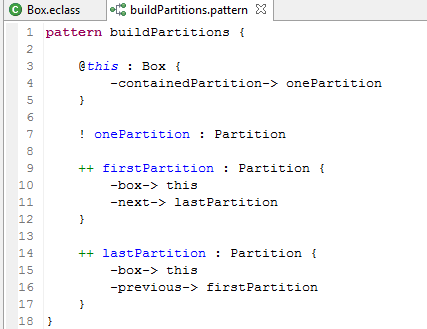 Box.eclass buildPartitions.pattern
1 pattern buildPartitions {
2
3 @this : Box {
4 -containedPartition-> onePartition
5 }
6
7 ! onePartition : Partition
8
9 ++ firstPartition : Partition {
10 -box-> this
11 -next-> lastPartition
12 }
13
14 ++ lastPartition : Partition {
15 -box-> this
16 -previous-> firstPartition
17 }
18 }